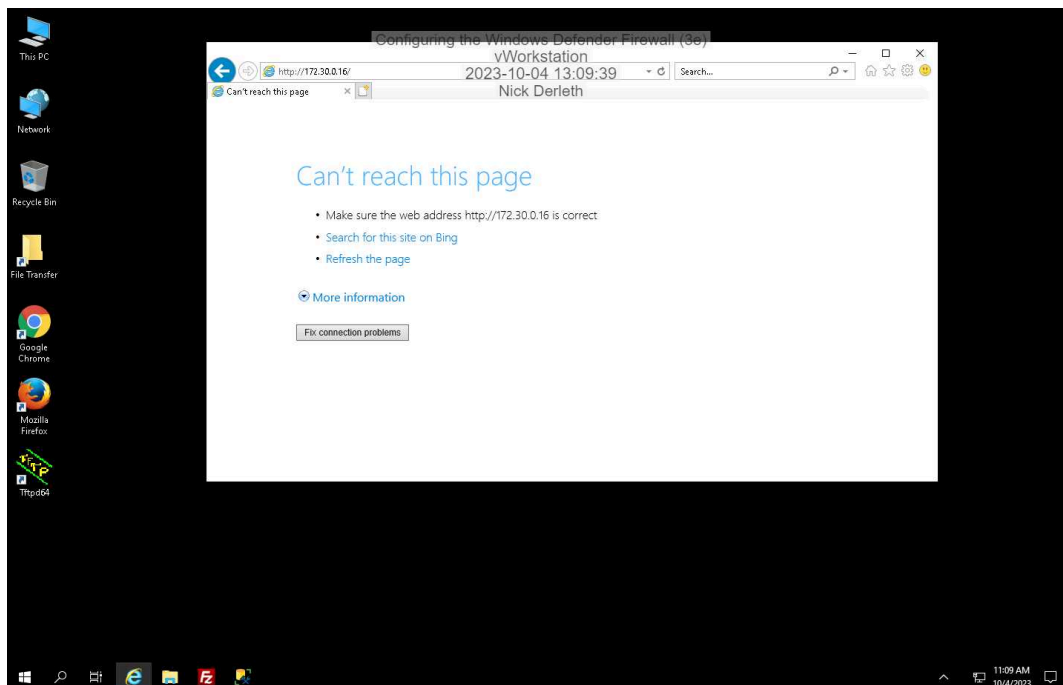 This PC
Network
Recycle Bin
File Transfer
Google
Chrome
Mozilla
Firefox
Tftpd64
Configuring the Windows Defender Firewall (3e)
vWorkstation
2023-10-04 13:09:39
Nick Derleth
http://172.30.0.16/
Search...
Can't reach this page
Can't reach this page
• Make sure the web address http://172.30.0.16 is correct
• Search for this site on Bing
• Refresh the page
More information
Fix connection problems
11:09 AM
10/4/2023